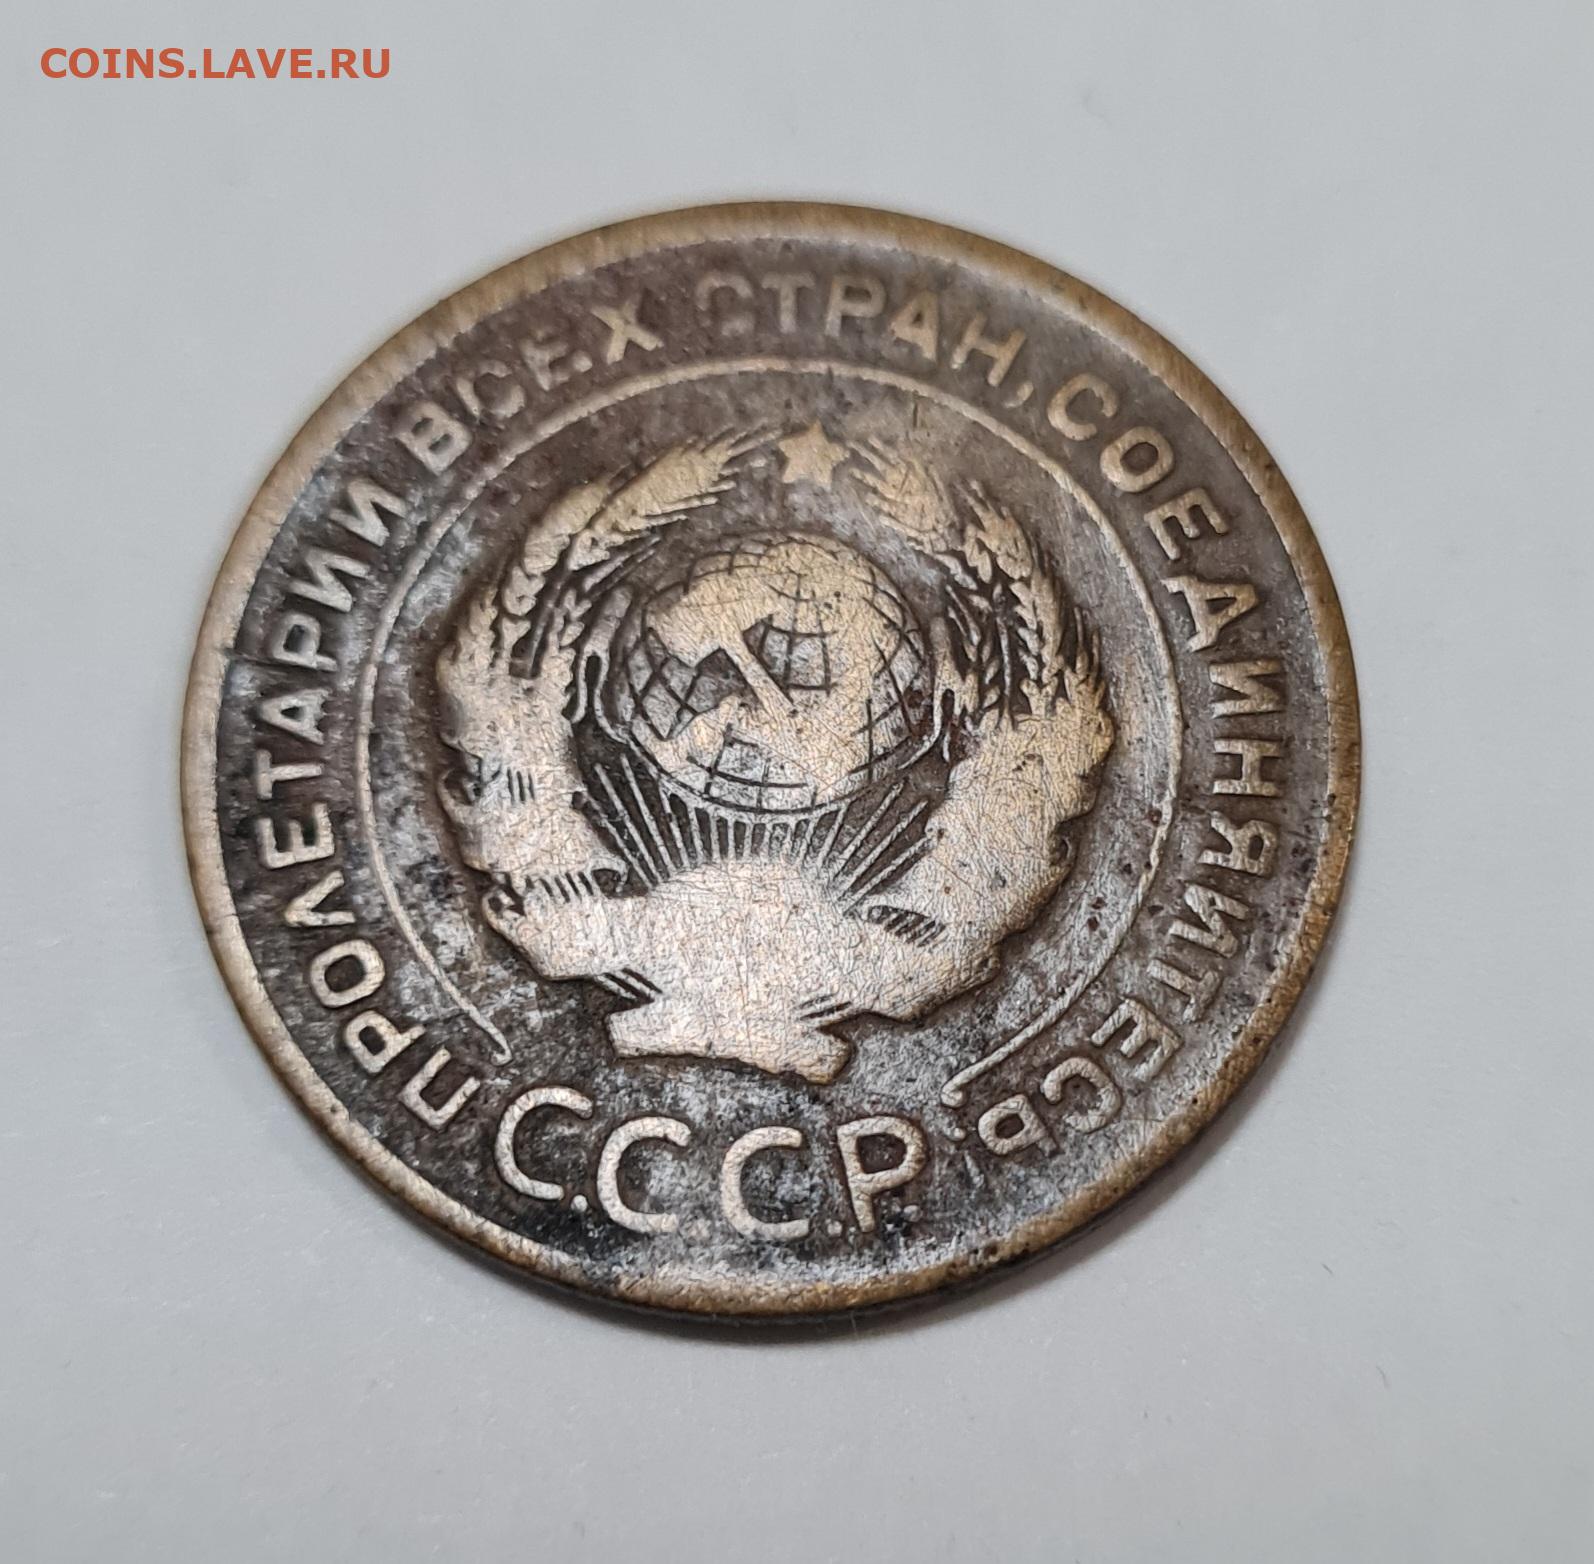 COINS.LAVE.RU
ПРОЛЕТАРИИ ВСЕХ СТРАН, СОЕДИНЯЙТЕСЬ!
С.С.С.Р.